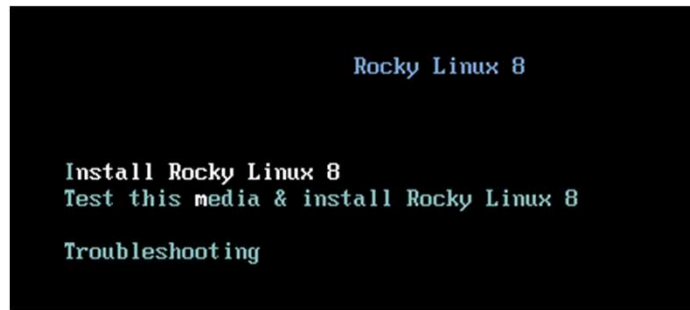 Rocky Linux 8
Install Rocky Linux 8
Test this media & install Rocky Linux 8
Troubleshooting